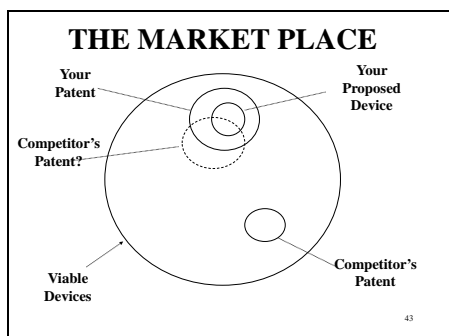 THE MARKET PLACE
Your
Patent
Your
Proposed
Device
Competitor's
Patent?
Viable
Devices
Competitor's
Patent
43